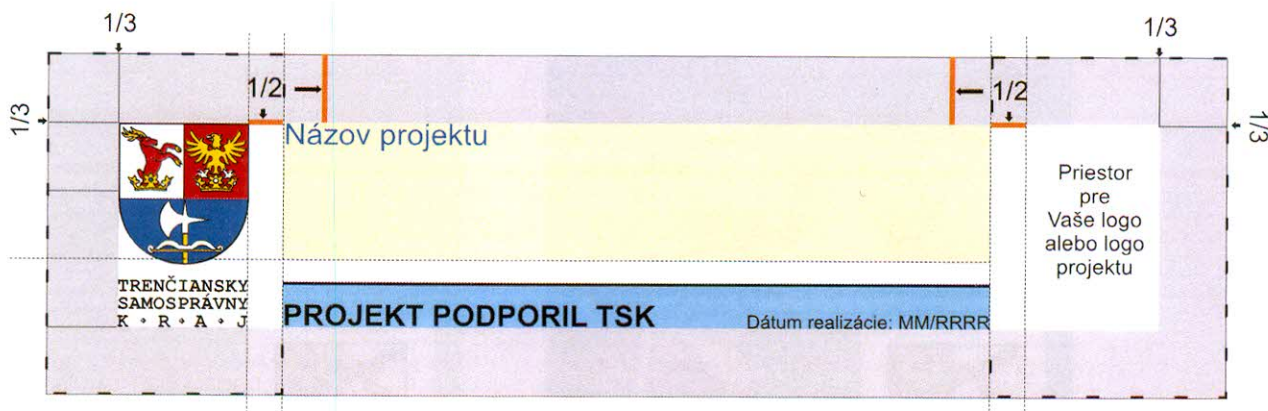 1/3
1/3
1/2
1/2
1/3
1/3
Názov projektu
Priestor
pre
Vaše logo
alebo logo
projektu
TRENČIANSKY
SAMOSPRÁVNY
K • R • A • J
PROJEKT PODPORIL TSK
Dátum realizácie: MM/RRRR